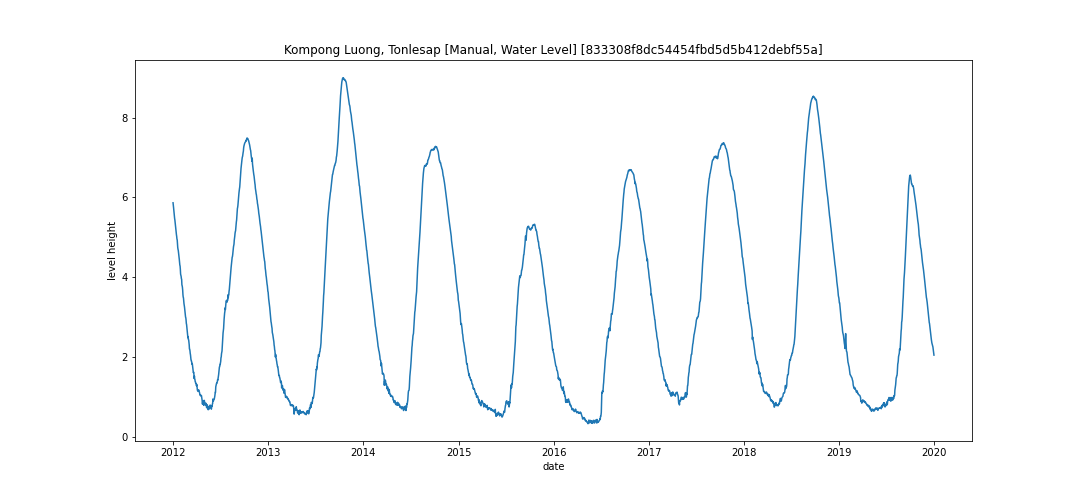 Kompong Luong, Tonlesap [Manual, Water Level] [833308f8dc54454fbd5d5b412debf55a]
level height
8
6
4
2
0
2012 2013 2014 2015 2016 2017 2018 2019 2020
date